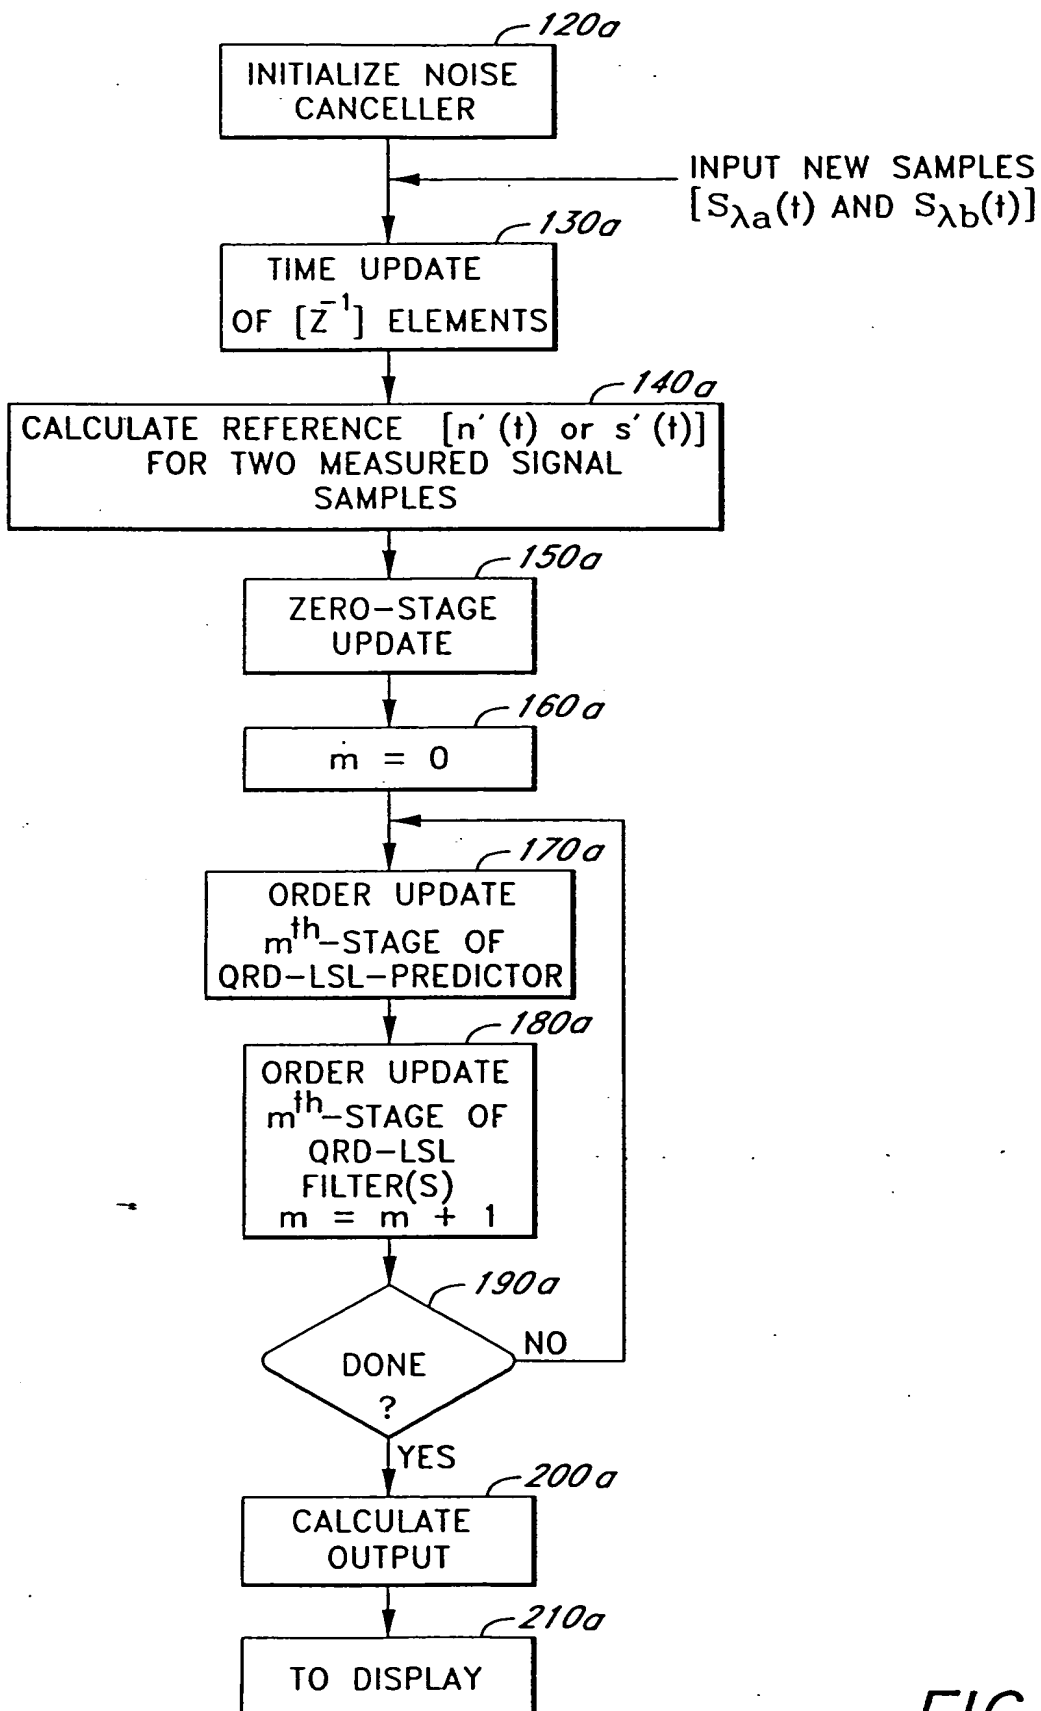 120a
INITIALIZE NOISE
CANCELLER
INPUT NEW SAMPLES
[Sλa(t) AND Sλb(t)]
130a
TIME UPDATE
OF [Z⁻¹] ELEMENTS
140a
CALCULATE REFERENCE [n'(t) or s'(t)]
FOR TWO MEASURED SIGNAL
SAMPLES
150a
ZERO-STAGE
UPDATE
160a
m = 0
170a
ORDER UPDATE
mth-STAGE OF
QRD-LSL-PREDICTOR
180a
ORDER UPDATE
mth-STAGE OF
QRD-LSL
FILTER(S)
m = m + 1
190a
DONE
?
NO
YES
200a
CALCULATE
OUTPUT
210a
TO DISPLAY